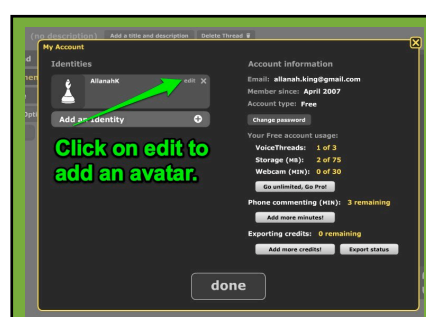 (no description) Add a title and description Delete Thread
My Account
Identities
AllanahK edit X
Add an Identity
Click on edit to
add an avatar.
Account information
Email: allanah.king@gmail.com
Member since: April 2007
Account type: Free
Change password
Your Free account usage:
VoiceThreads: 1 of 3
Storage (MB): 2 of 75
Webcam (MIN): 0 of 30
Go unlimited, Go Pro!
Phone commenting (MIN): 3 remaining
Add more minutes!
Exporting credits: 0 remaining
Add more credits! Export status
done